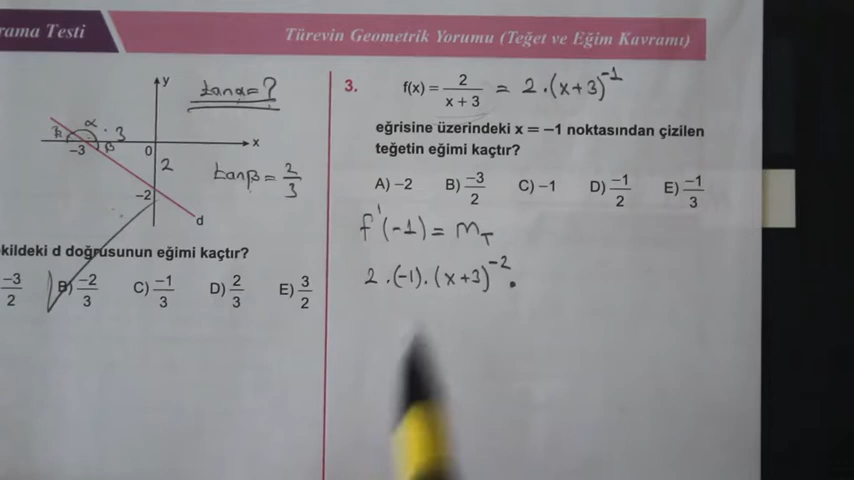 rama Testi
Türevin Geometrik Yorumu (Teğet ve Eğim Kavramı)
y
tanα = ?
α
3
k
β
x
-3
0
2
tanβ = 2/3
-2
d
kildeki d doğrusunun eğimi kaçtır?
-3/2 B) -2/3 C) -1/3 D) 2/3 E) 3/2
3. f(x) = 2/(x + 3) = 2.(x+3)^-1
eğrisine üzerindeki x = -1 noktasından çizilen
teğetin eğimi kaçtır?
A) -2 B) -3/2 C) -1 D) -1/2 E) -1/3
f'(-1) = m_T
2.(-1).(x+3)^-2 .